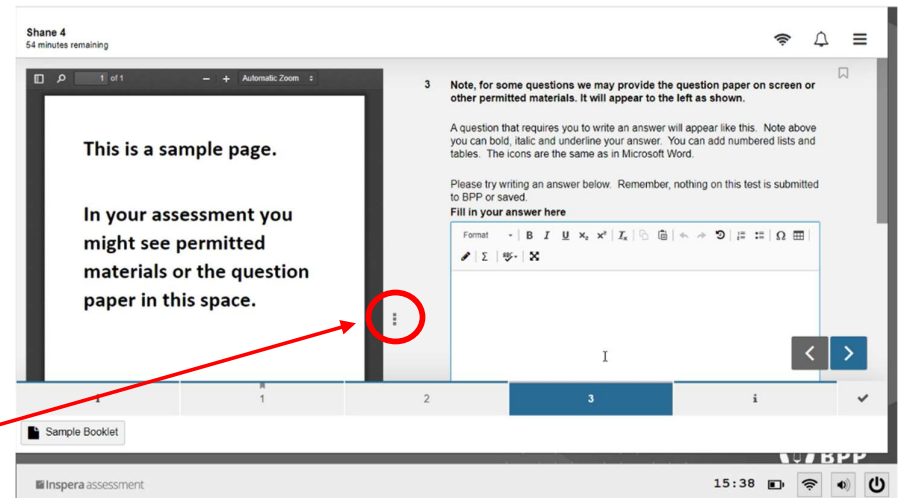 Shane 4
54 minutes remaining
1 of 1
Automatic Zoom
This is a sample page.
In your assessment you
might see permitted
materials or the question
paper in this space.
3 Note, for some questions we may provide the question paper on screen or
other permitted materials. It will appear to the left as shown.
A question that requires you to write an answer will appear like this. Note above
you can bold, italic and underline your answer. You can add numbered lists and
tables. The icons are the same as in Microsoft Word.
Please try writing an answer below. Remember, nothing on this test is submitted
to BPP or saved.
Fill in your answer here
Format B I U x₂ x² Iₓ Ω
Σ ABC
i 1 2 3 i
Sample Booklet
BPP
Inspera assessment
15:38